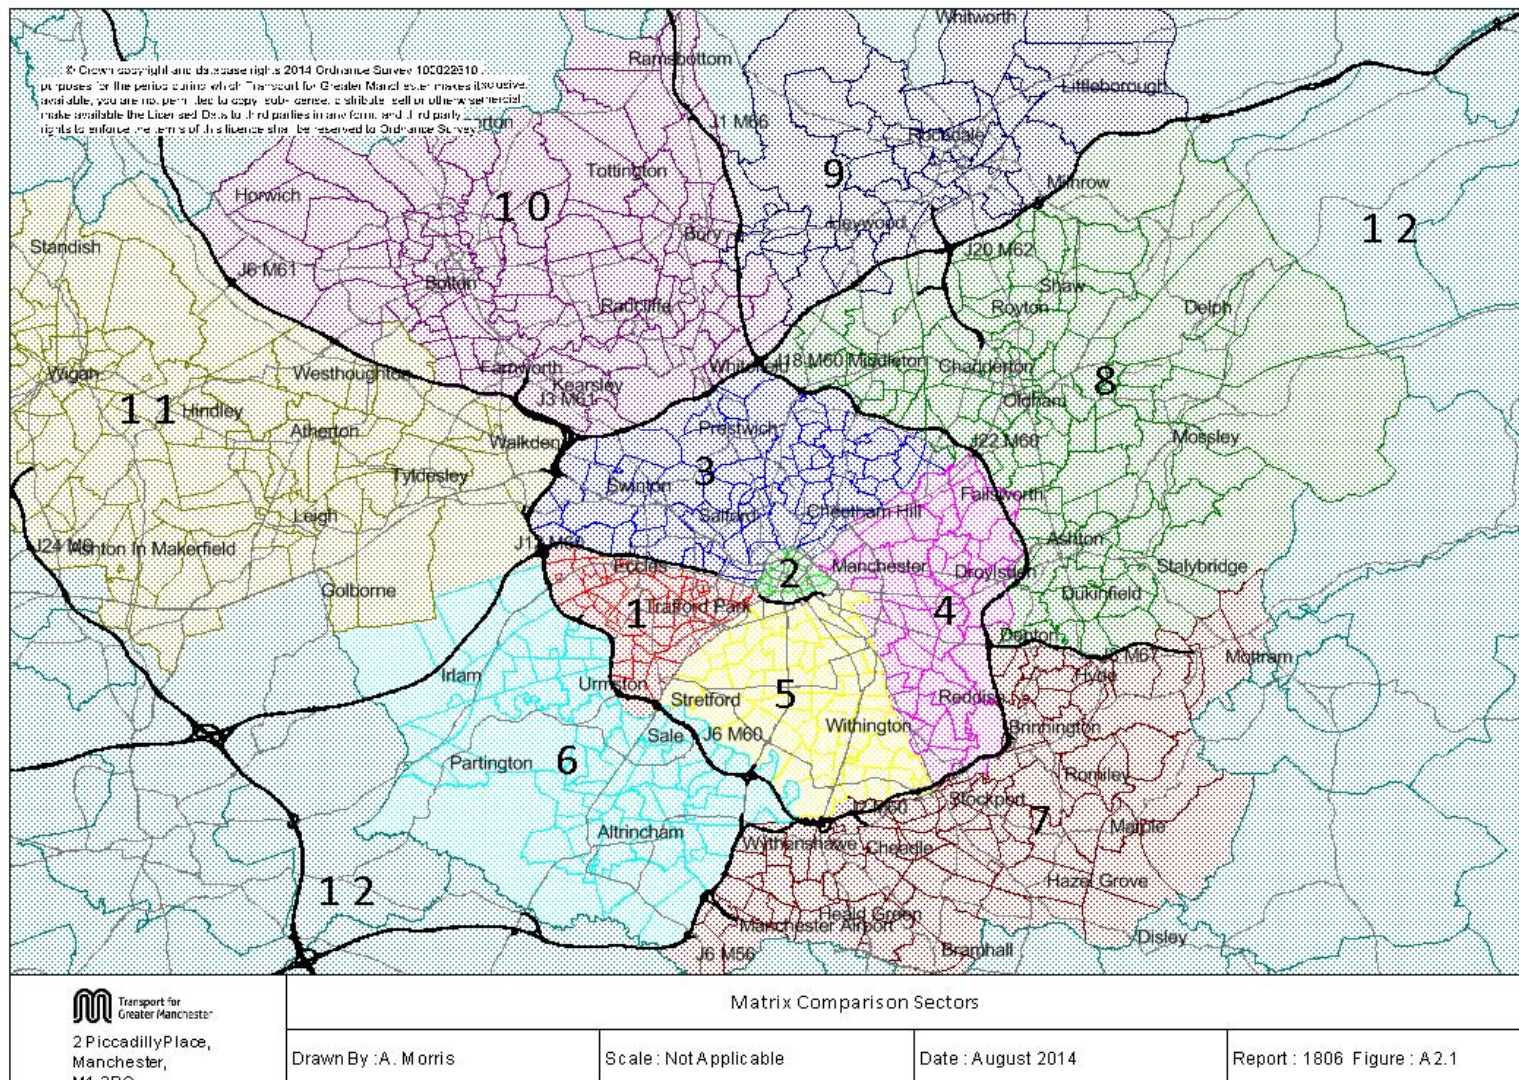 Whitworth
Ramsbottom
Littleborough
J1 M66
Rochdale
Tottington
9
Milnrow
Horwich
10
Heywood
12
Standish
Bury
J20 M62
J6 M61
Bolton
Shaw
Radcliffe
Royton
Delph
Whitefield
J18 M60
Middleton
Chadderton
Wigan
Westhoughton
Farnworth
Kearsley
J3 M61
8
11
Hindley
Oldham
Atherton
Walkden
Prestwich
J22 M60
Mossley
Tyldesley
3
Swinton
Failsworth
Leigh
Salford
Cheetham Hill
Ashton In Makerfield
Eccles
2
Manchester
Droylsden
Ashton
Stalybridge
Golborne
1
Trafford Park
4
Dukinfield
Denton
Mottram
Irlam
Urmston
Stretford
5
Reddish
Hyde
Withington
Brinnington
Sale
J6 M60
Partington
6
Romiley
Stockport
7
Marple
Altrincham
Wythenshawe
Cheadle
12
Hazel Grove
Heald Green
Manchester Airport
Disley
J6 M56
Bramhall
Transport for
Greater Manchester
2 Piccadilly Place,
Manchester,
Matrix Comparison Sectors
Drawn By : A. Morris
Scale : Not Applicable
Date : August 2014
Report : 1806 Figure : A2.1